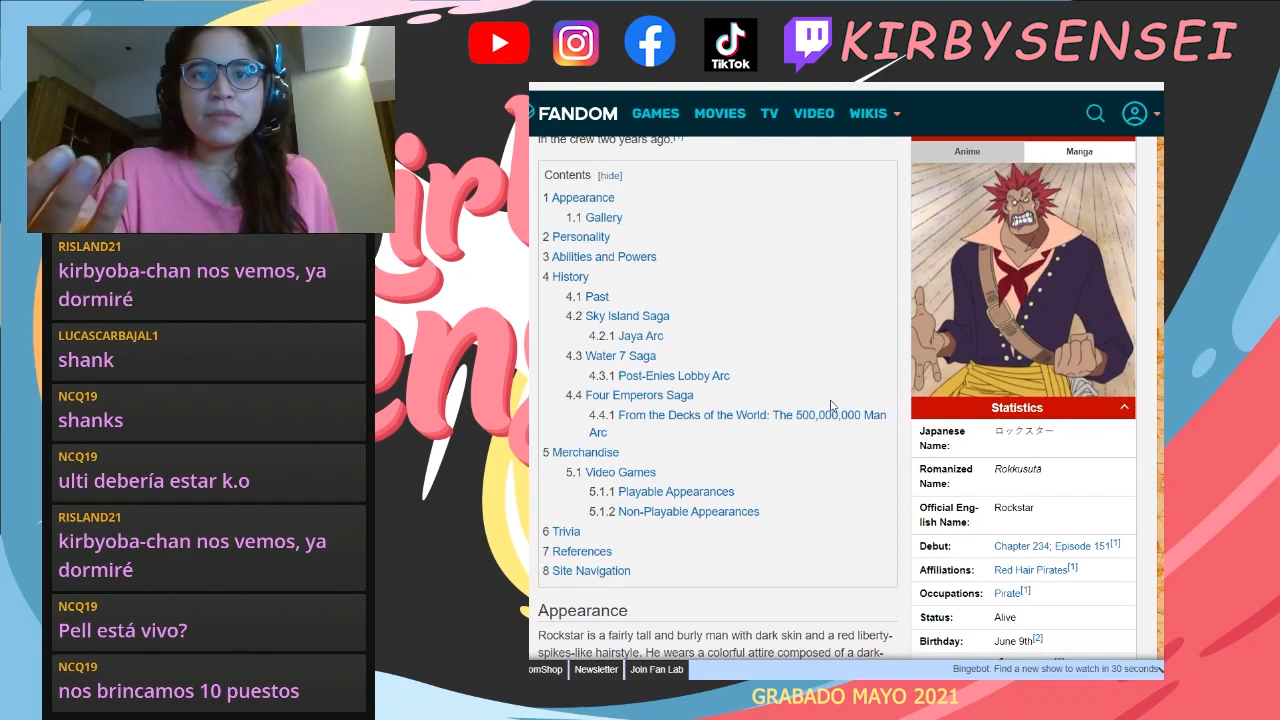 TikTok
KIRBYSENSEI
FANDOM GAMES MOVIES TV VIDEO WIKIS
in the crew two years ago.
Contents [hide]
1 Appearance
1.1 Gallery
2 Personality
3 Abilities and Powers
4 History
4.1 Past
4.2 Sky Island Saga
4.2.1 Jaya Arc
4.3 Water 7 Saga
4.3.1 Post-Enies Lobby Arc
4.4 Four Emperors Saga
4.4.1 From the Decks of the World: The 500,000,000 Man
Arc
5 Merchandise
5.1 Video Games
5.1.1 Playable Appearances
5.1.2 Non-Playable Appearances
6 Trivia
7 References
8 Site Navigation
Appearance
Rockstar is a fairly tall and burly man with dark skin and a red liberty-
spikes-like hairstyle. He wears a colorful attire composed of a dark-
Anime Manga
Statistics
Japanese
Name:
ロックスター
Romanized
Name:
Rokkusutā
Official Eng-
lish Name:
Rockstar
Debut: Chapter 234; Episode 151[1]
Affiliations: Red Hair Pirates[1]
Occupations: Pirate[1]
Status: Alive
Birthday: June 9th[2]
omShop Newsletter Join Fan Lab
Bingebot: Find a new show to watch in 30 seconds
RISLAND21
kirbyoba-chan nos vemos, ya
dormiré
LUCASCARBAJAL1
shank
NCQ19
shanks
NCQ19
ulti debería estar k.o
RISLAND21
kirbyoba-chan nos vemos, ya
dormiré
NCQ19
Pell está vivo?
NCQ19
nos brincamos 10 puestos
GRABADO MAYO 2021